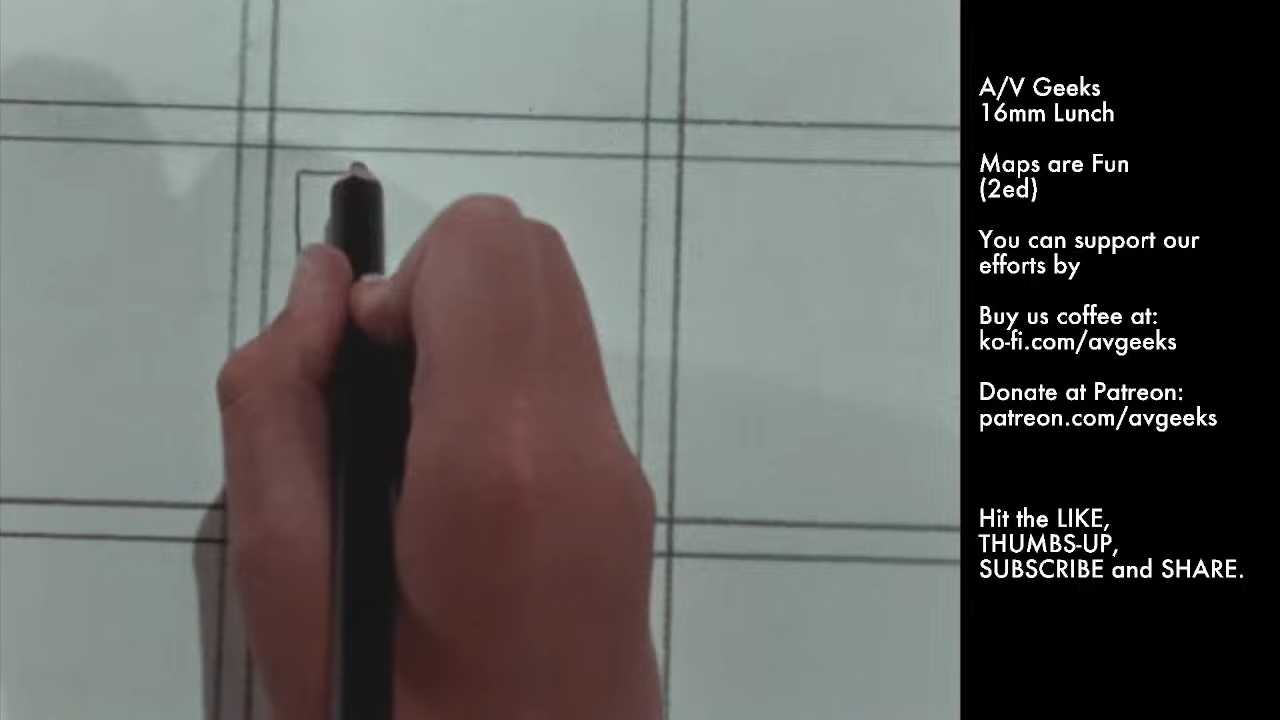 A/V Geeks
16mm Lunch
Maps are Fun
(2ed)
You can support our
efforts by
Buy us coffee at:
ko-fi.com/avgeeks
Donate at Patreon:
patreon.com/avgeeks
Hit the LIKE,
THUMBS-UP,
SUBSCRIBE and SHARE.